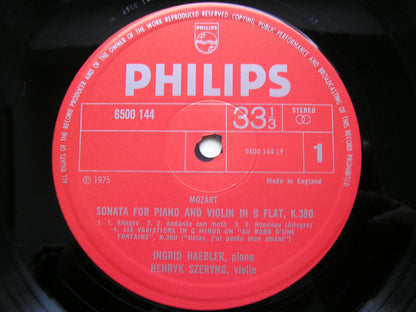 ALL RIGHTS OF THE RECORD PRODUCER AND OF THE OWNER OF THE WORK REPRODUCED RESERVED
COPYING, PUBLIC PERFORMANCE AND BROADCASTING OF THIS RECORD PROHIBITED
PHILIPS
PHILIPS
6500 144
33 1/3
STEREO
6500 144 1Y
1
℗ 1975
Made in England
MOZART
SONATA FOR PIANO AND VIOLIN IN B FLAT, K.380
1. 1. Allegro 2. 2. Andante con moto 3. 3. Rondeau (Allegro)
4. SIX VARIATIONS IN G MINOR ON "AU BORD D'UNE
FONTAINE", K.360 ("Hélas, j'ai perdu mon amant")
INGRID HAEBLER, piano
HENRYK SZERYNG, violin